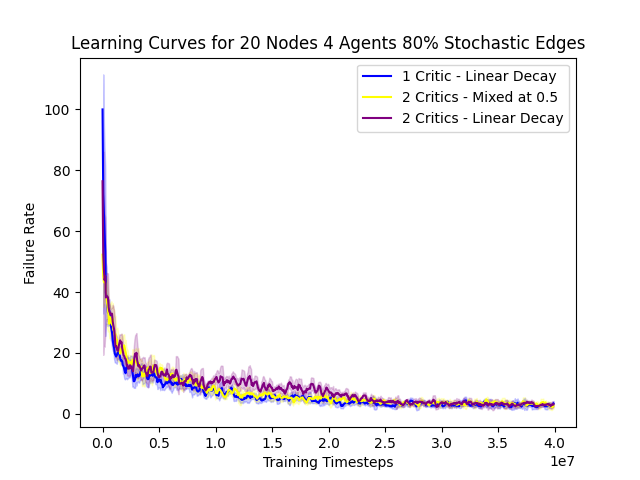 Learning Curves for 20 Nodes 4 Agents 80% Stochastic Edges
1 Critic - Linear Decay
2 Critics - Mixed at 0.5
2 Critics - Linear Decay
Failure Rate
100
80
60
40
20
0
0.0 0.5 1.0 1.5 2.0 2.5 3.0 3.5 4.0
1e7
Training Timesteps